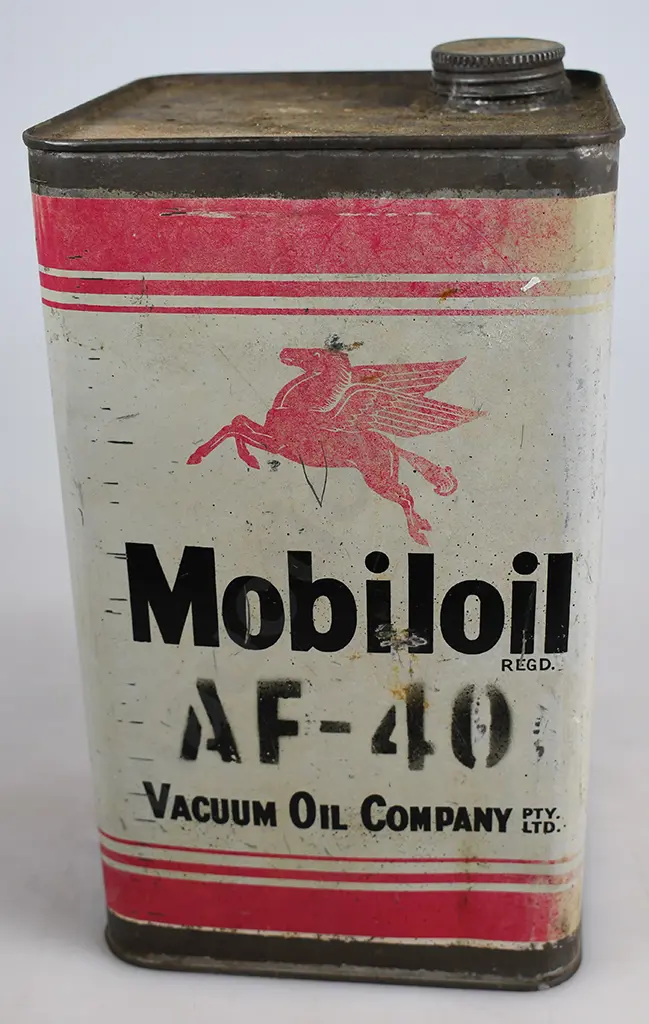 Mobiloil
REGD.
AF-40
VACUUM OIL COMPANY PTY. LTD.